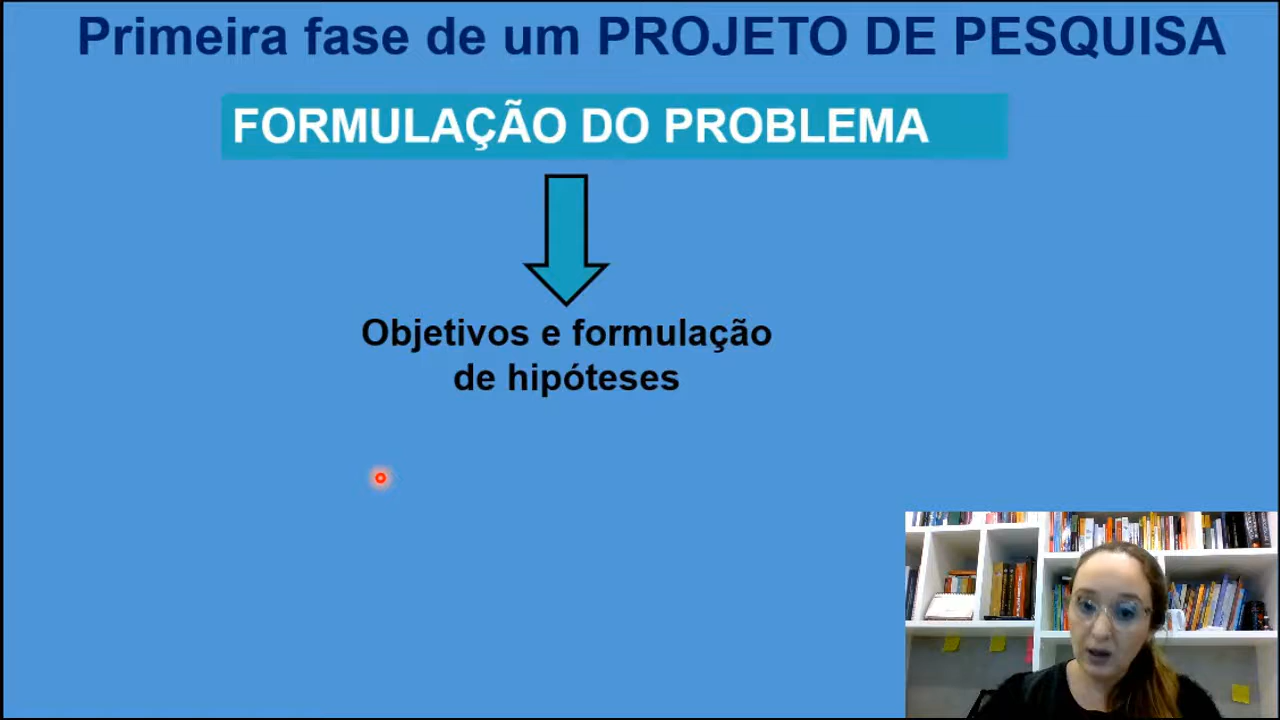 Primeira fase de um PROJETO DE PESQUISA
FORMULAÇÃO DO PROBLEMA
Objetivos e formulação
de hipóteses